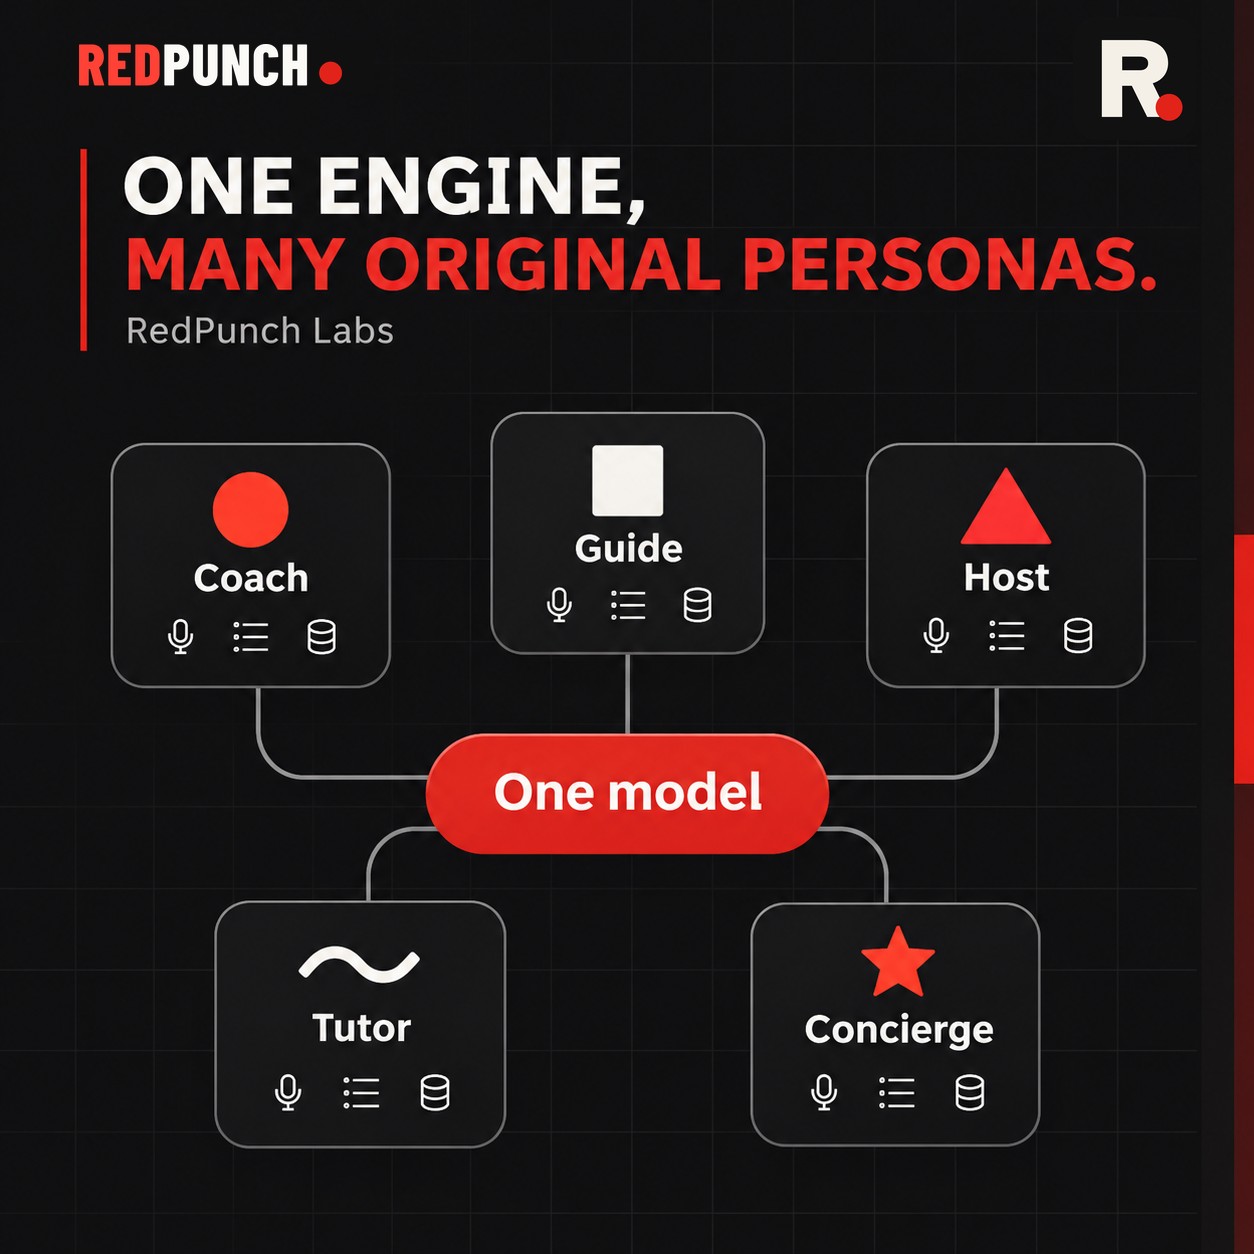 REDPUNCH
R.
ONE ENGINE,
MANY ORIGINAL PERSONAS.
RedPunch Labs
Coach
Guide
Host
One model
Tutor
Concierge